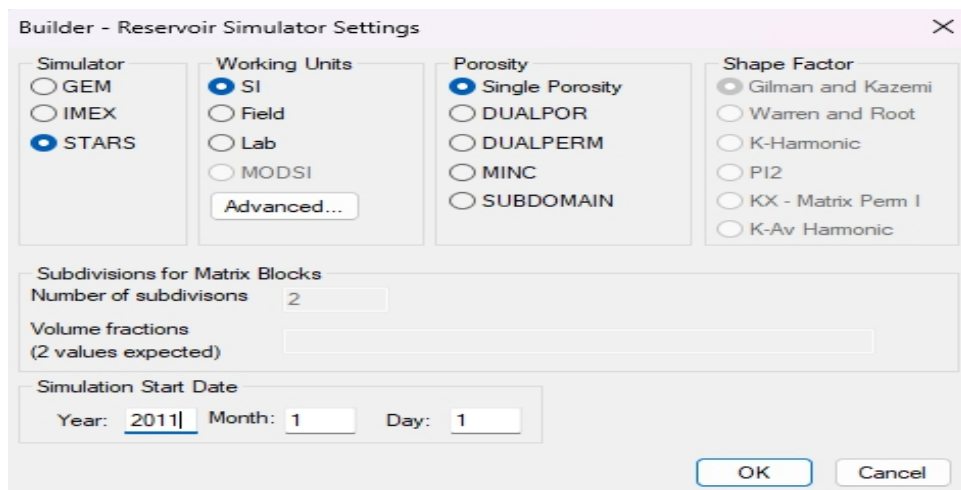 Builder - Reservoir Simulator Settings
Simulator
GEM
IMEX
STARS
Working Units
SI
Field
Lab
MODSI
Advanced...
Porosity
Single Porosity
DUALPOR
DUALPERM
MINC
SUBDOMAIN
Shape Factor
Gilman and Kazemi
Warren and Root
K-Harmonic
PI2
KX - Matrix Perm I
K-Av Harmonic
Subdivisions for Matrix Blocks
Number of subdivisons 2
Volume fractions
(2 values expected)
Simulation Start Date
Year: 2011 Month: 1 Day: 1
OK Cancel